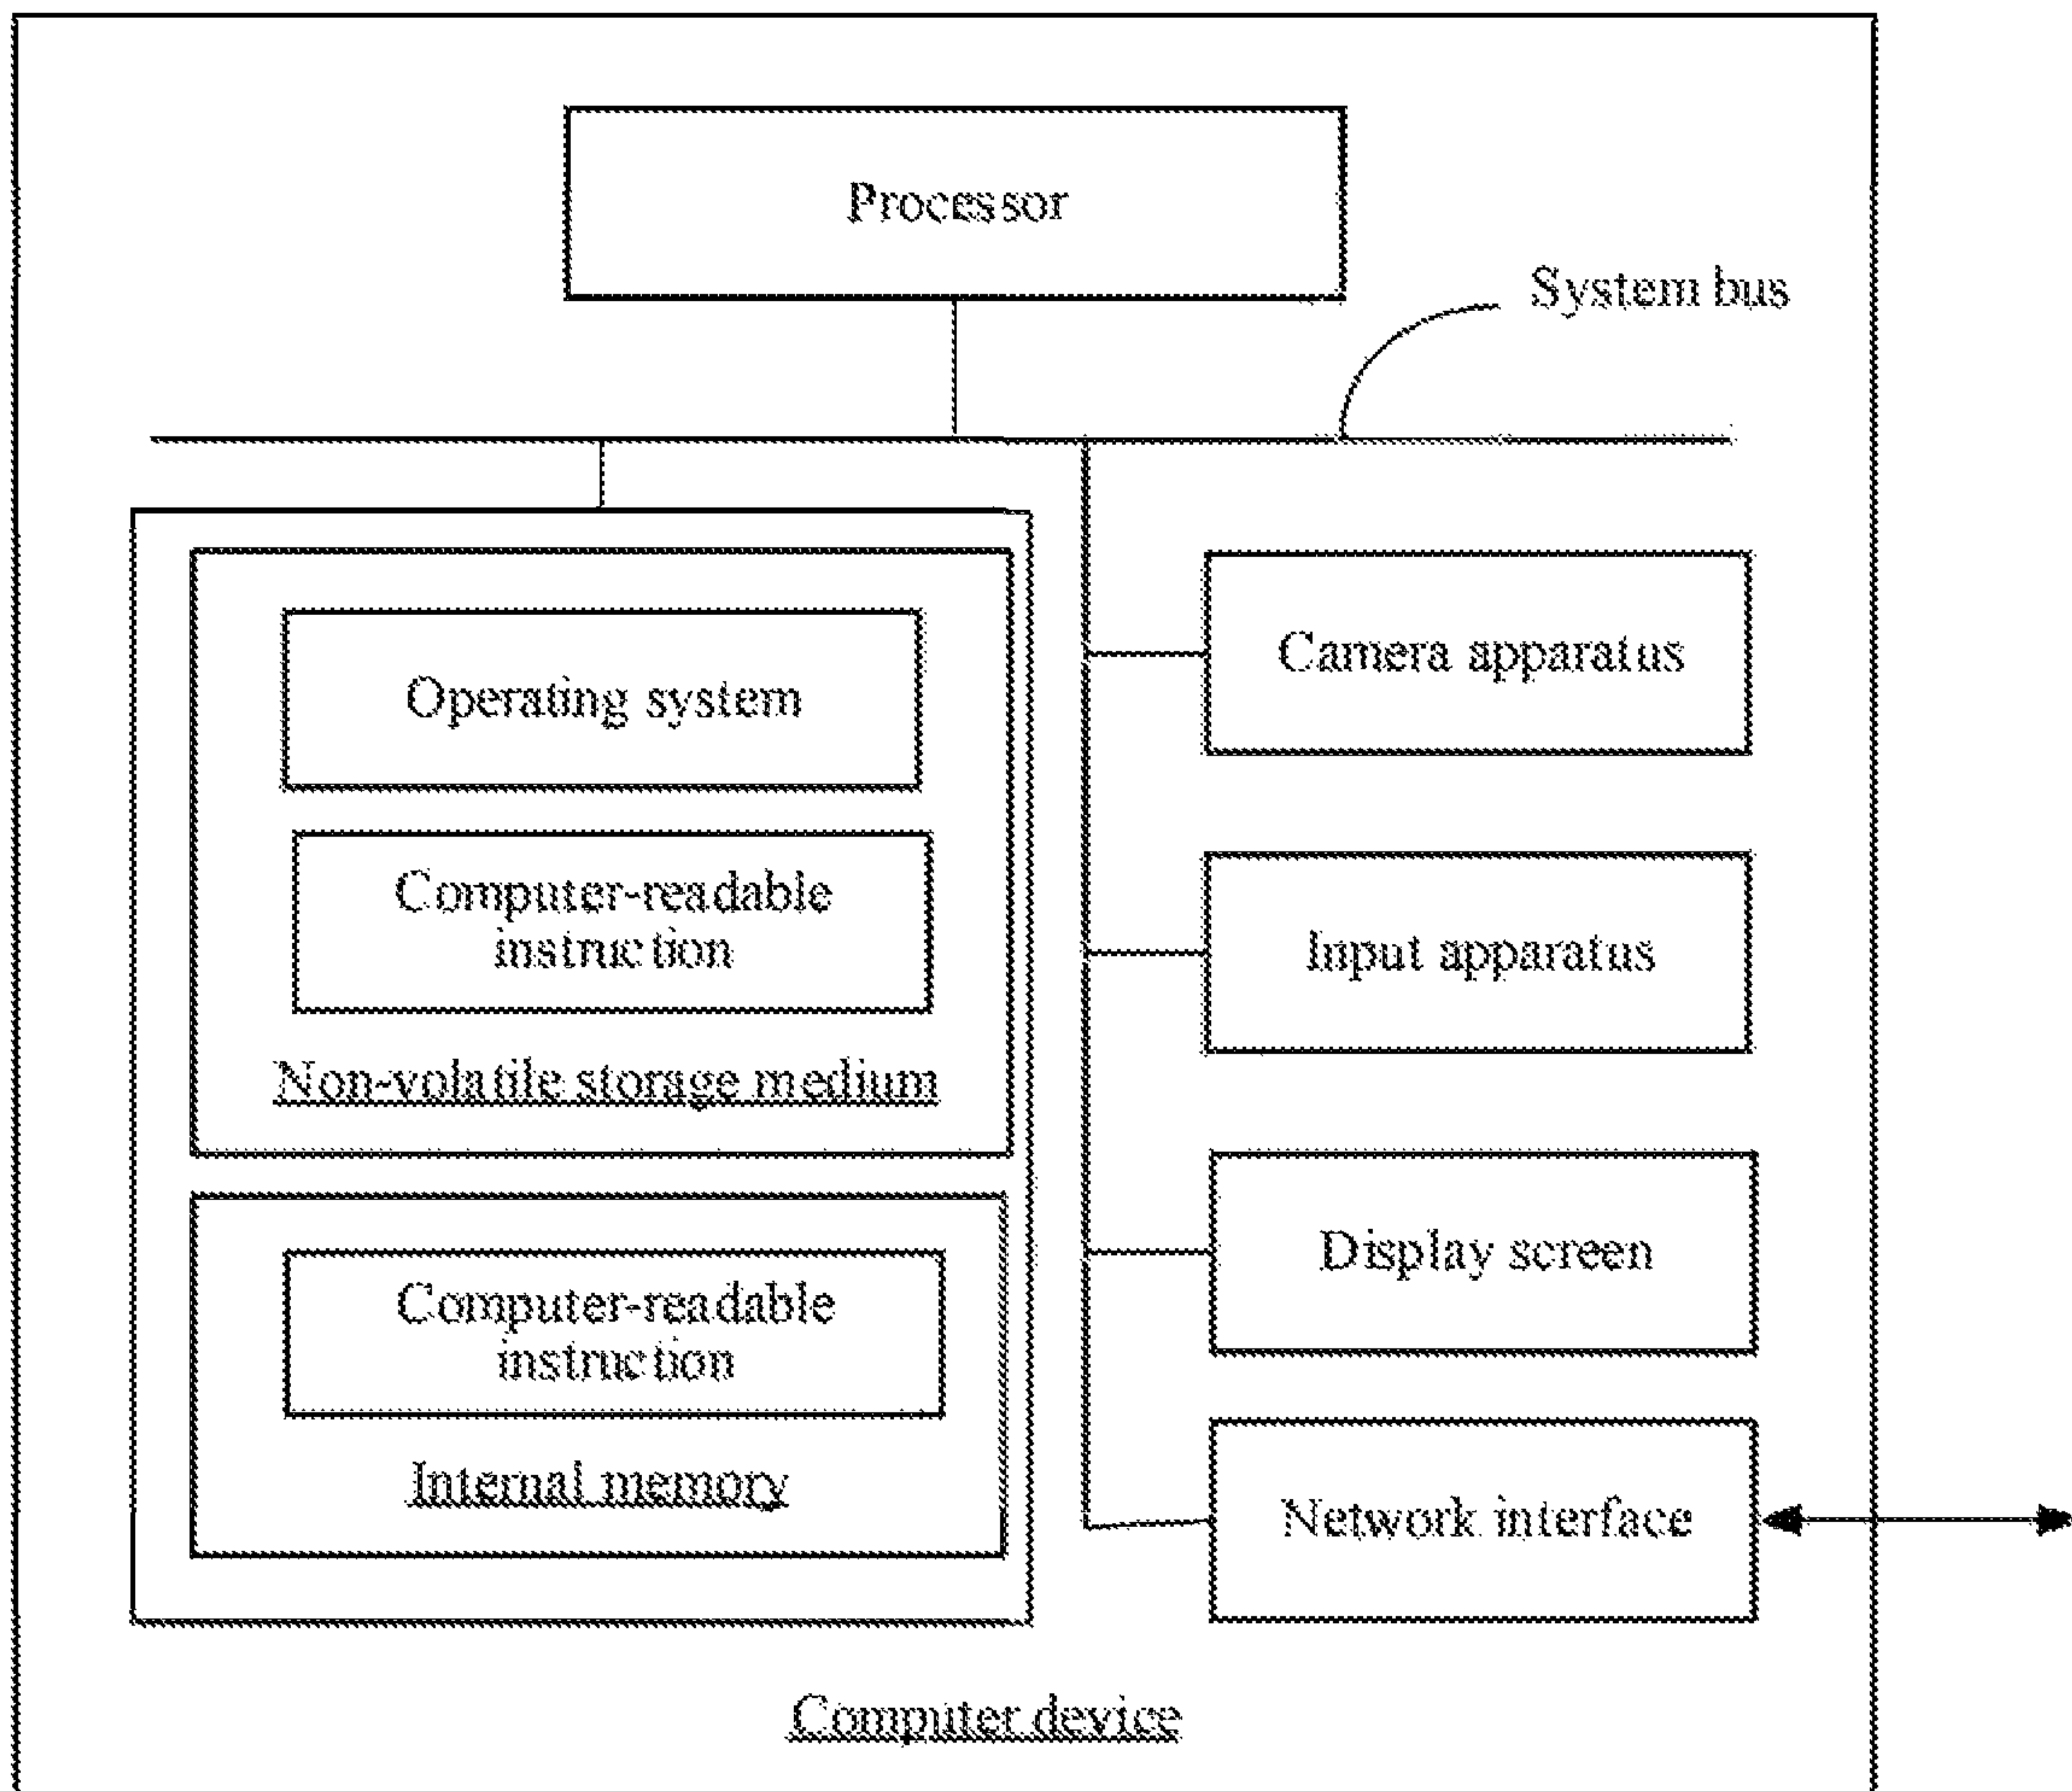 Processor
System bus
Operating system
Computer-readable
instruction
Non-volatile storage medium
Computer-readable
instruction
Internal memory
Camera apparatus
Input apparatus
Display screen
Network interface
Computer device